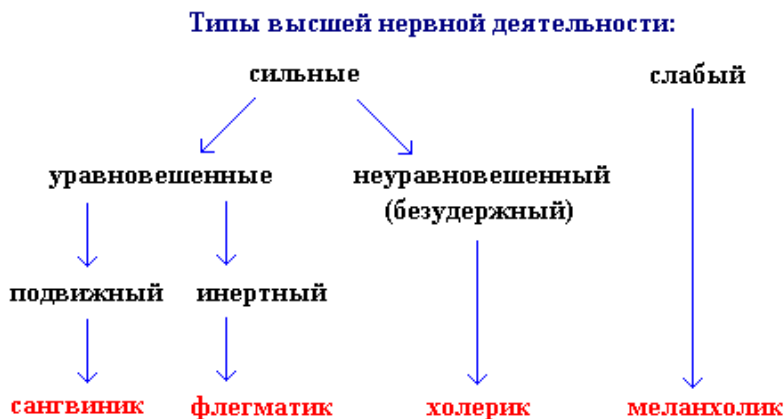 Типы высшей нервной деятельности:
сильные слабый
уравновешенные неуравновешенный
(безудержный)
подвижный инертный
сангвиник флегматик холерик меланхолик